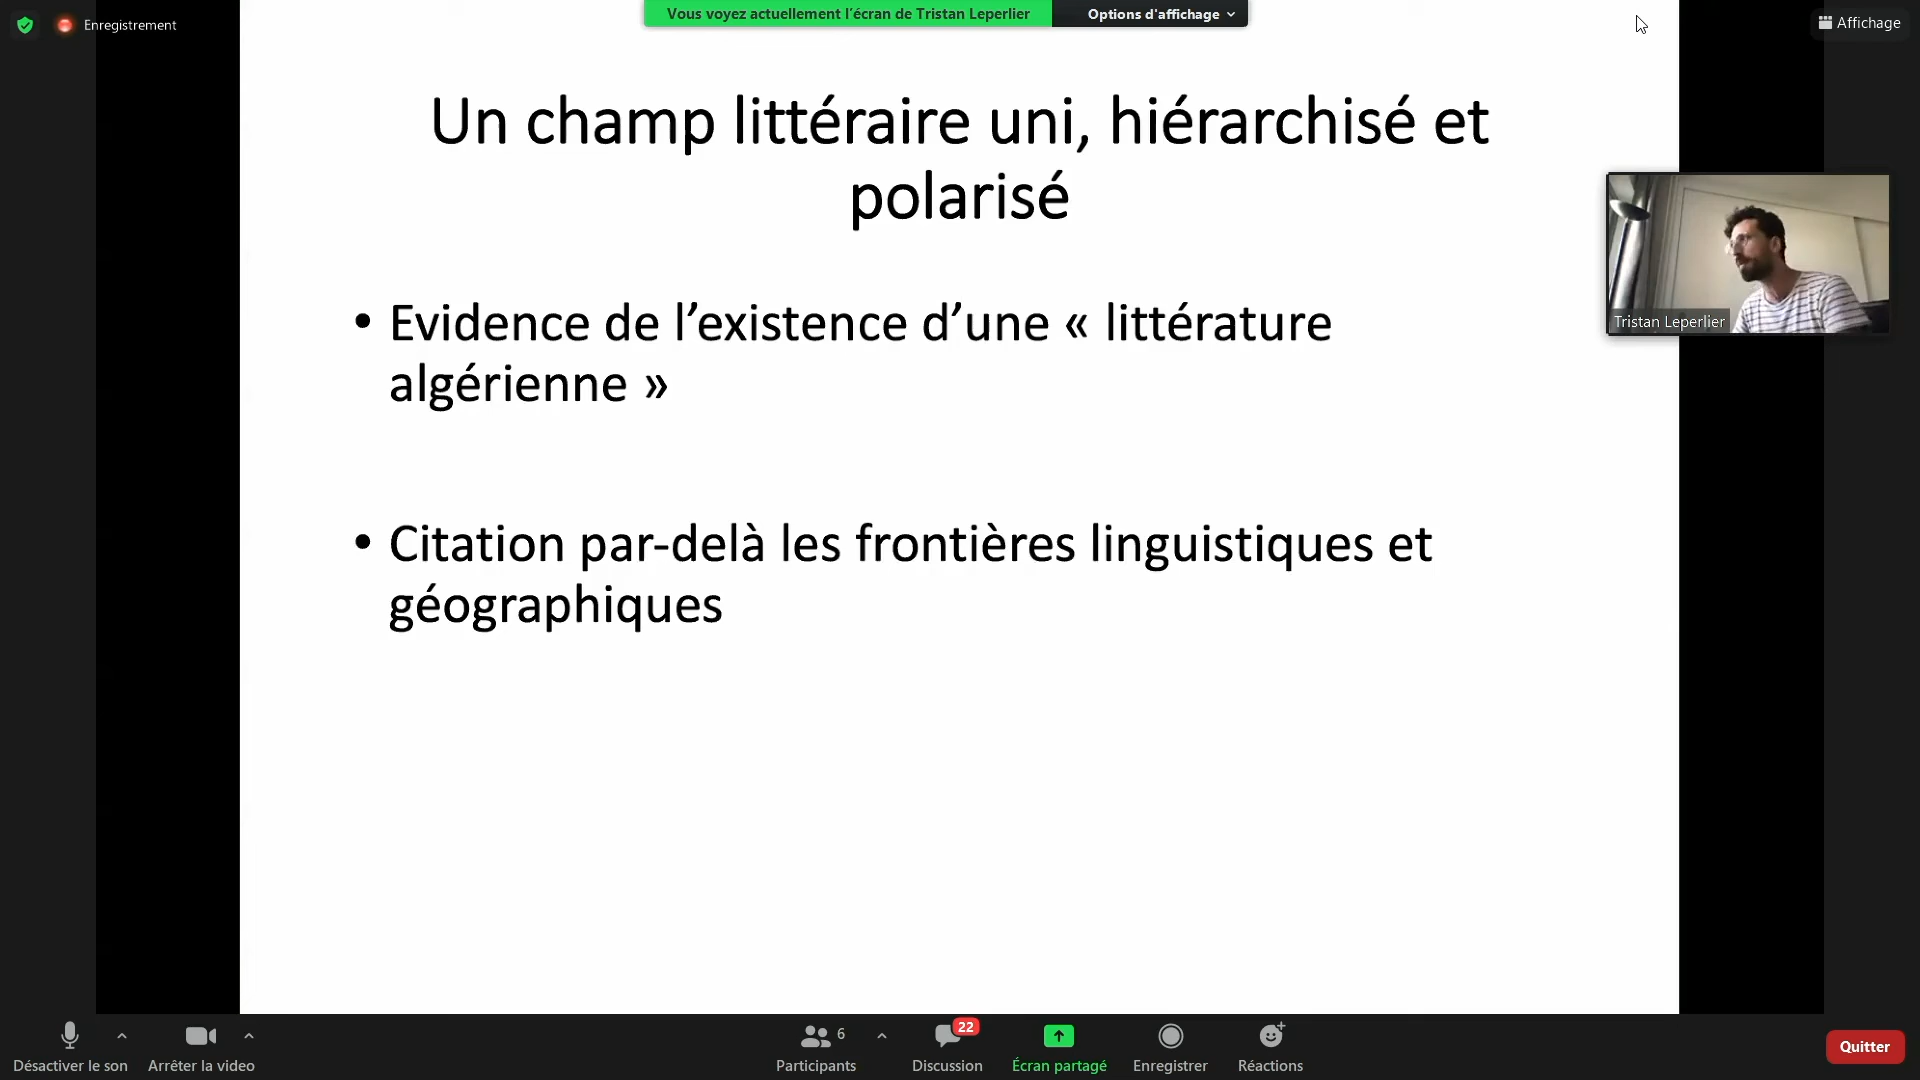 Enregistrement
Vous voyez actuellement l'écran de Tristan Leperlier
Options d'affichage
Affichage
Un champ littéraire uni, hiérarchisé et
polarisé
• Evidence de l’existence d’une « littérature
algérienne »
• Citation par-delà les frontières linguistiques et
géographiques
Tristan Leperlier
Désactiver le son
Arrêter la video
6
Participants
22
Discussion
Écran partagé
Enregistrer
Réactions
Quitter